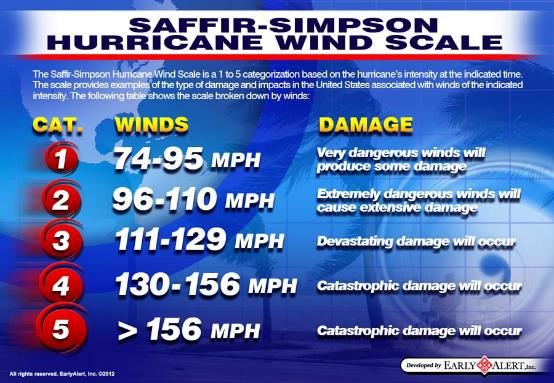 SAFFIR-SIMPSON
HURRICANE WIND SCALE
The Saffir-Simpson Hurricane Wind Scale is a 1 to 5 categorization based on the hurricane's intensity at the indicated time.
The scale provides examples of the type of damage and impacts in the United States associated with winds of the indicated
intensity. The following table shows the scale broken down by winds:
CAT. WINDS DAMAGE
1 74-95 MPH Very dangerous winds will
produce some damage
2 96-110 MPH Extremely dangerous winds will
cause extensive damage
3 111-129 MPH Devastating damage will occur
4 130-156 MPH Catastrophic damage will occur
5 > 156 MPH Catastrophic damage will occur
All rights reserved. EarlyAlert, Inc. ©2012
Developed by EARLY ALERT, Inc.